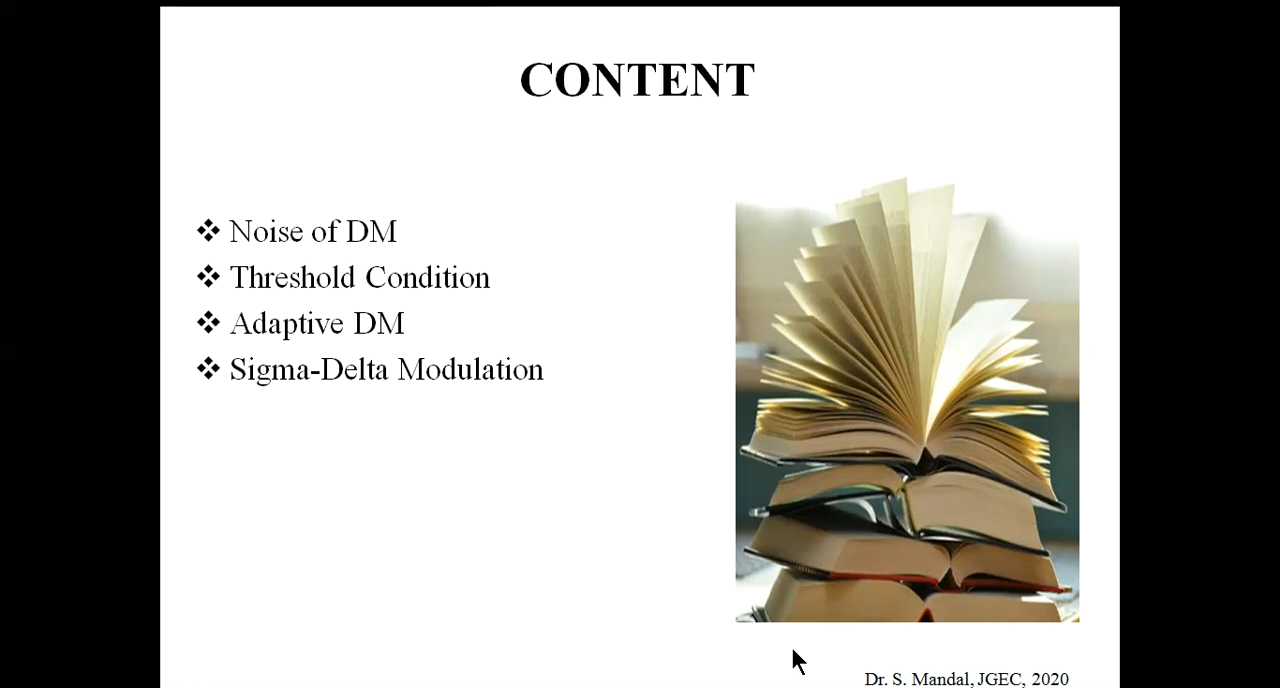 CONTENT
❖ Noise of DM
❖ Threshold Condition
❖ Adaptive DM
❖ Sigma-Delta Modulation
Dr. S. Mandal, JGEC, 2020